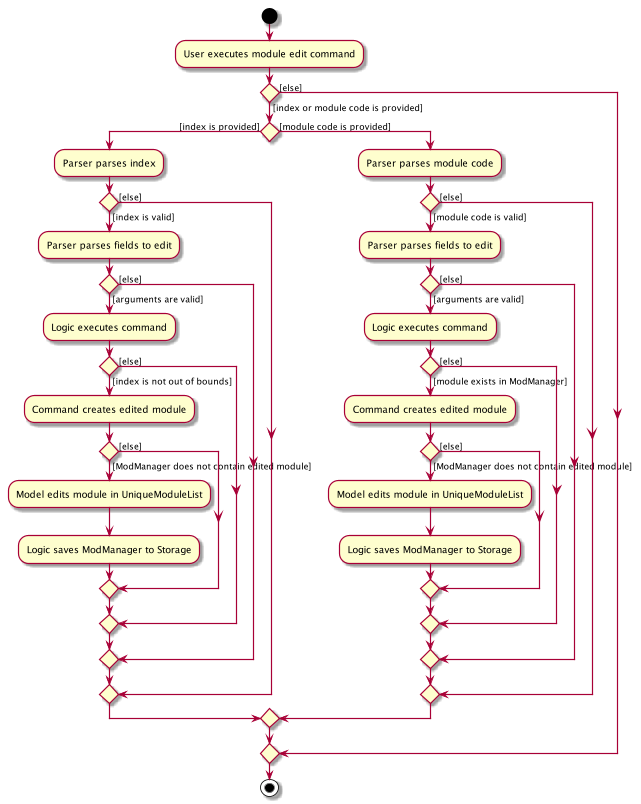 User executes module edit command
[else]
[index or module code is provided]
[index is provided]
[module code is provided]
Parser parses index
Parser parses module code
[else]
[else]
[index is valid]
[module code is valid]
Parser parses fields to edit
Parser parses fields to edit
[else]
[else]
[arguments are valid]
[arguments are valid]
Logic executes command
Logic executes command
[else]
[else]
[index is not out of bounds]
[module exists in ModManager]
Command creates edited module
Command creates edited module
[else]
[else]
[ModManager does not contain edited module]
[ModManager does not contain edited module]
Model edits module in UniqueModuleList
Model edits module in UniqueModuleList
Logic saves ModManager to Storage
Logic saves ModManager to Storage